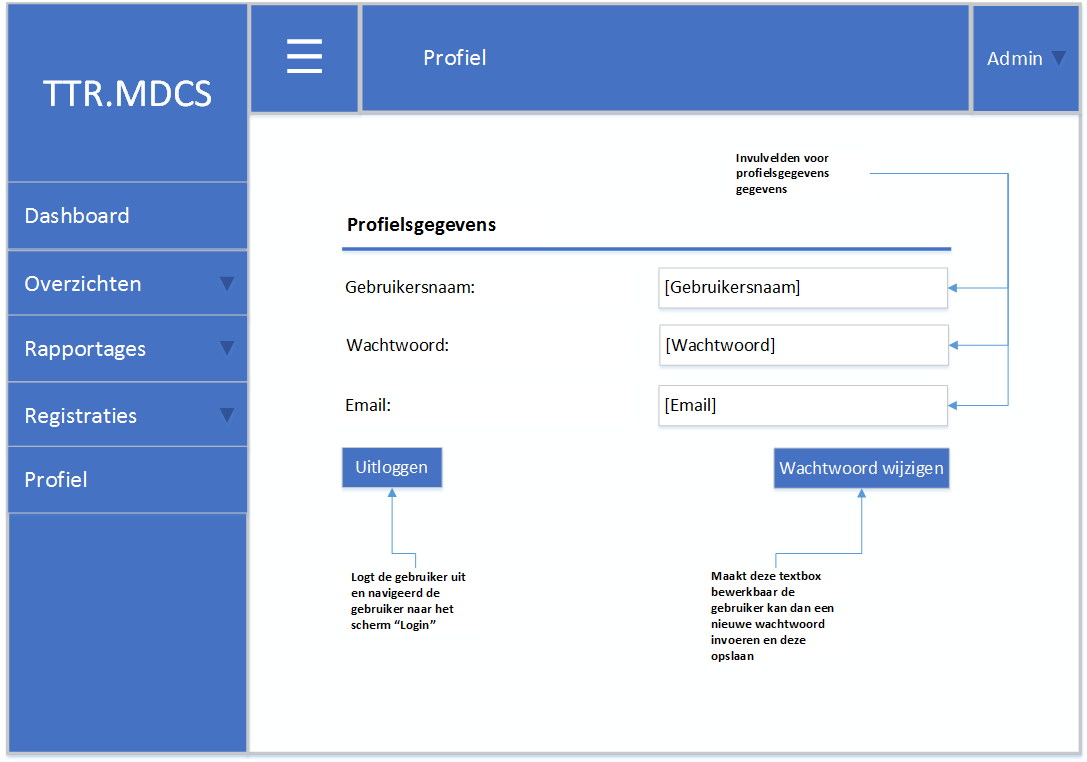 TTR.MDCS
Profiel
Admin
Dashboard
Overzichten
Rapportages
Registraties
Profiel
Invulvelden voor
profielsgegevens
gegevens
Profielsgegevens
Gebruikersnaam:
[Gebruikersnaam]
Wachtwoord:
[Wachtwoord]
Email:
[Email]
Uitloggen
Wachtwoord wijzigen
Logt de gebruiker uit
en navigeerd de
gebruiker naar het
scherm “Login”
Maakt deze textbox
bewerkbaar de
gebruiker kan dan een
nieuwe wachtwoord
invoeren en deze
opslaan